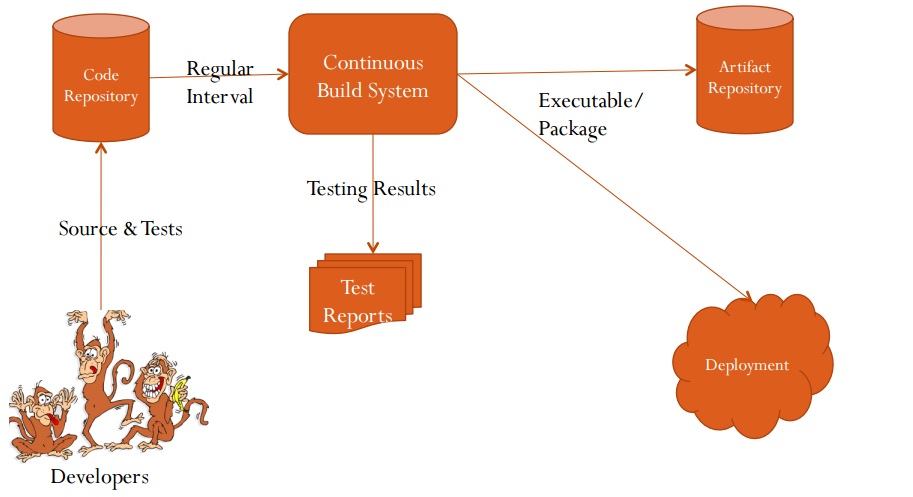 Code
Repository
Regular
Interval
Continuous
Build System
Artifact
Repository
Executable/
Package
Testing Results
Source & Tests
Test
Reports
Deployment
Developers